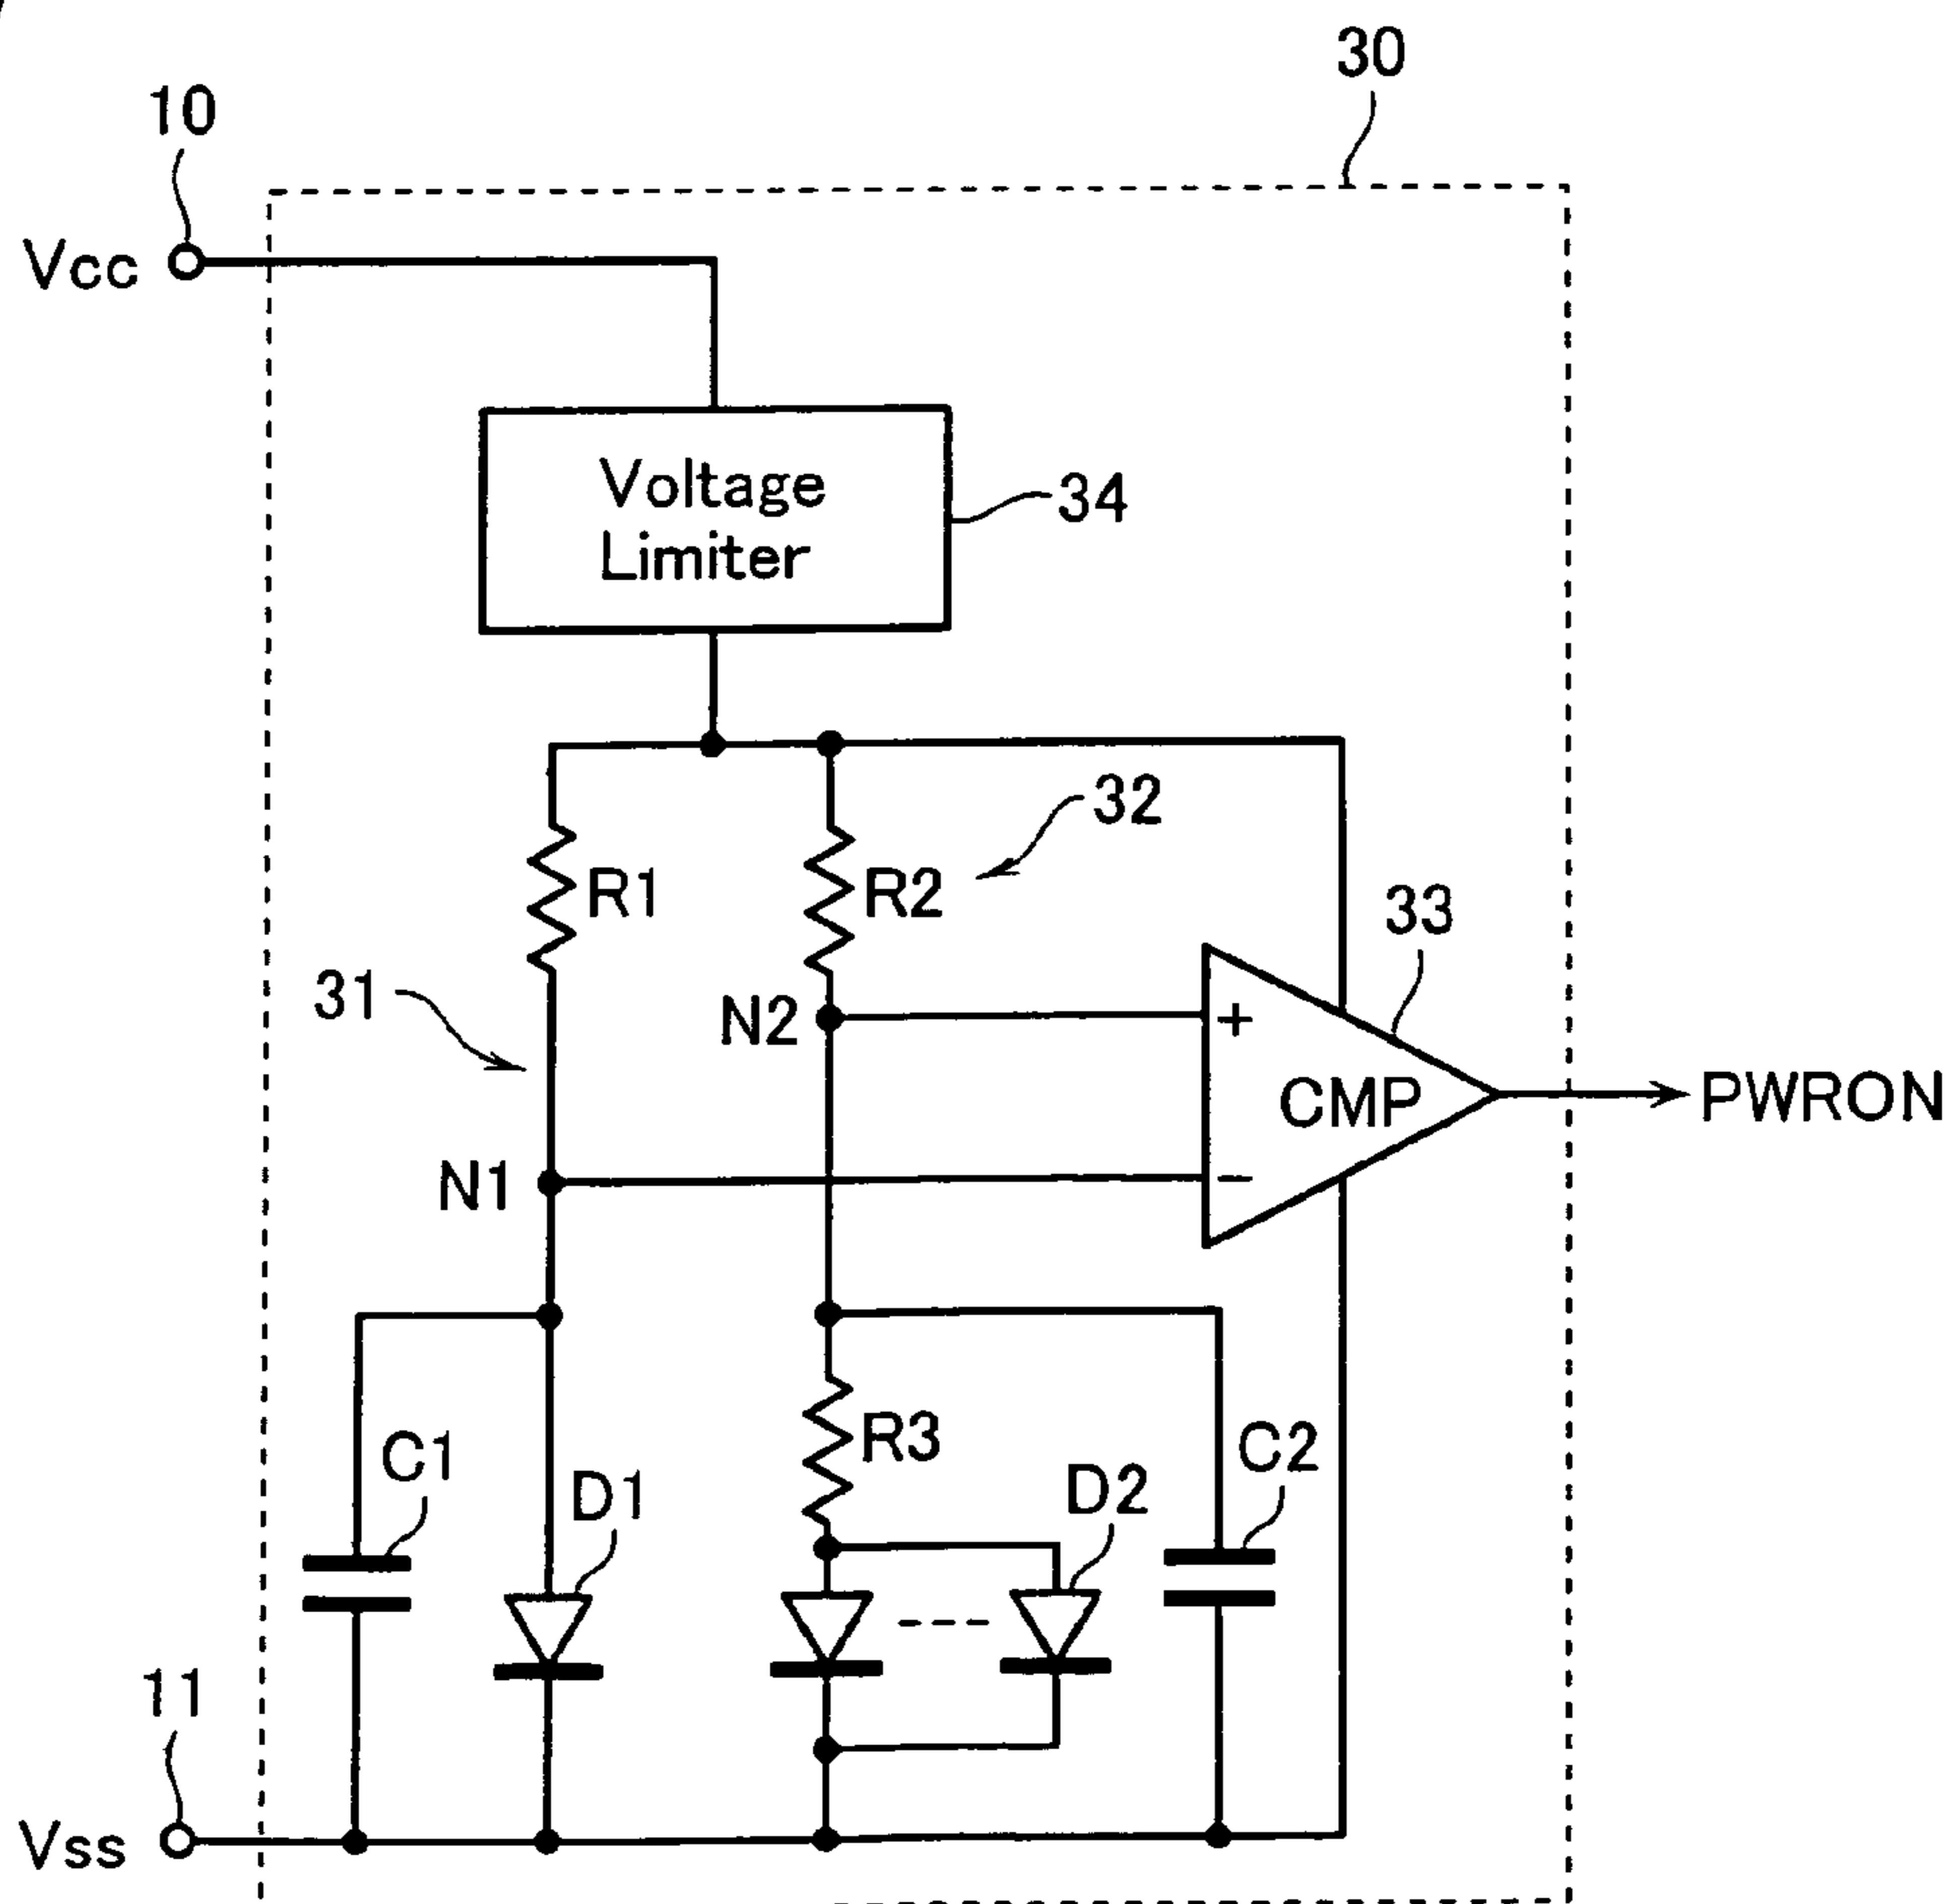 30
10
Vcc
Voltage
Limiter
34
32
R1
R2
33
31
N2
+
CMP
PWRON
N1
−
C1
R3
C2
D1
D2
11
Vss